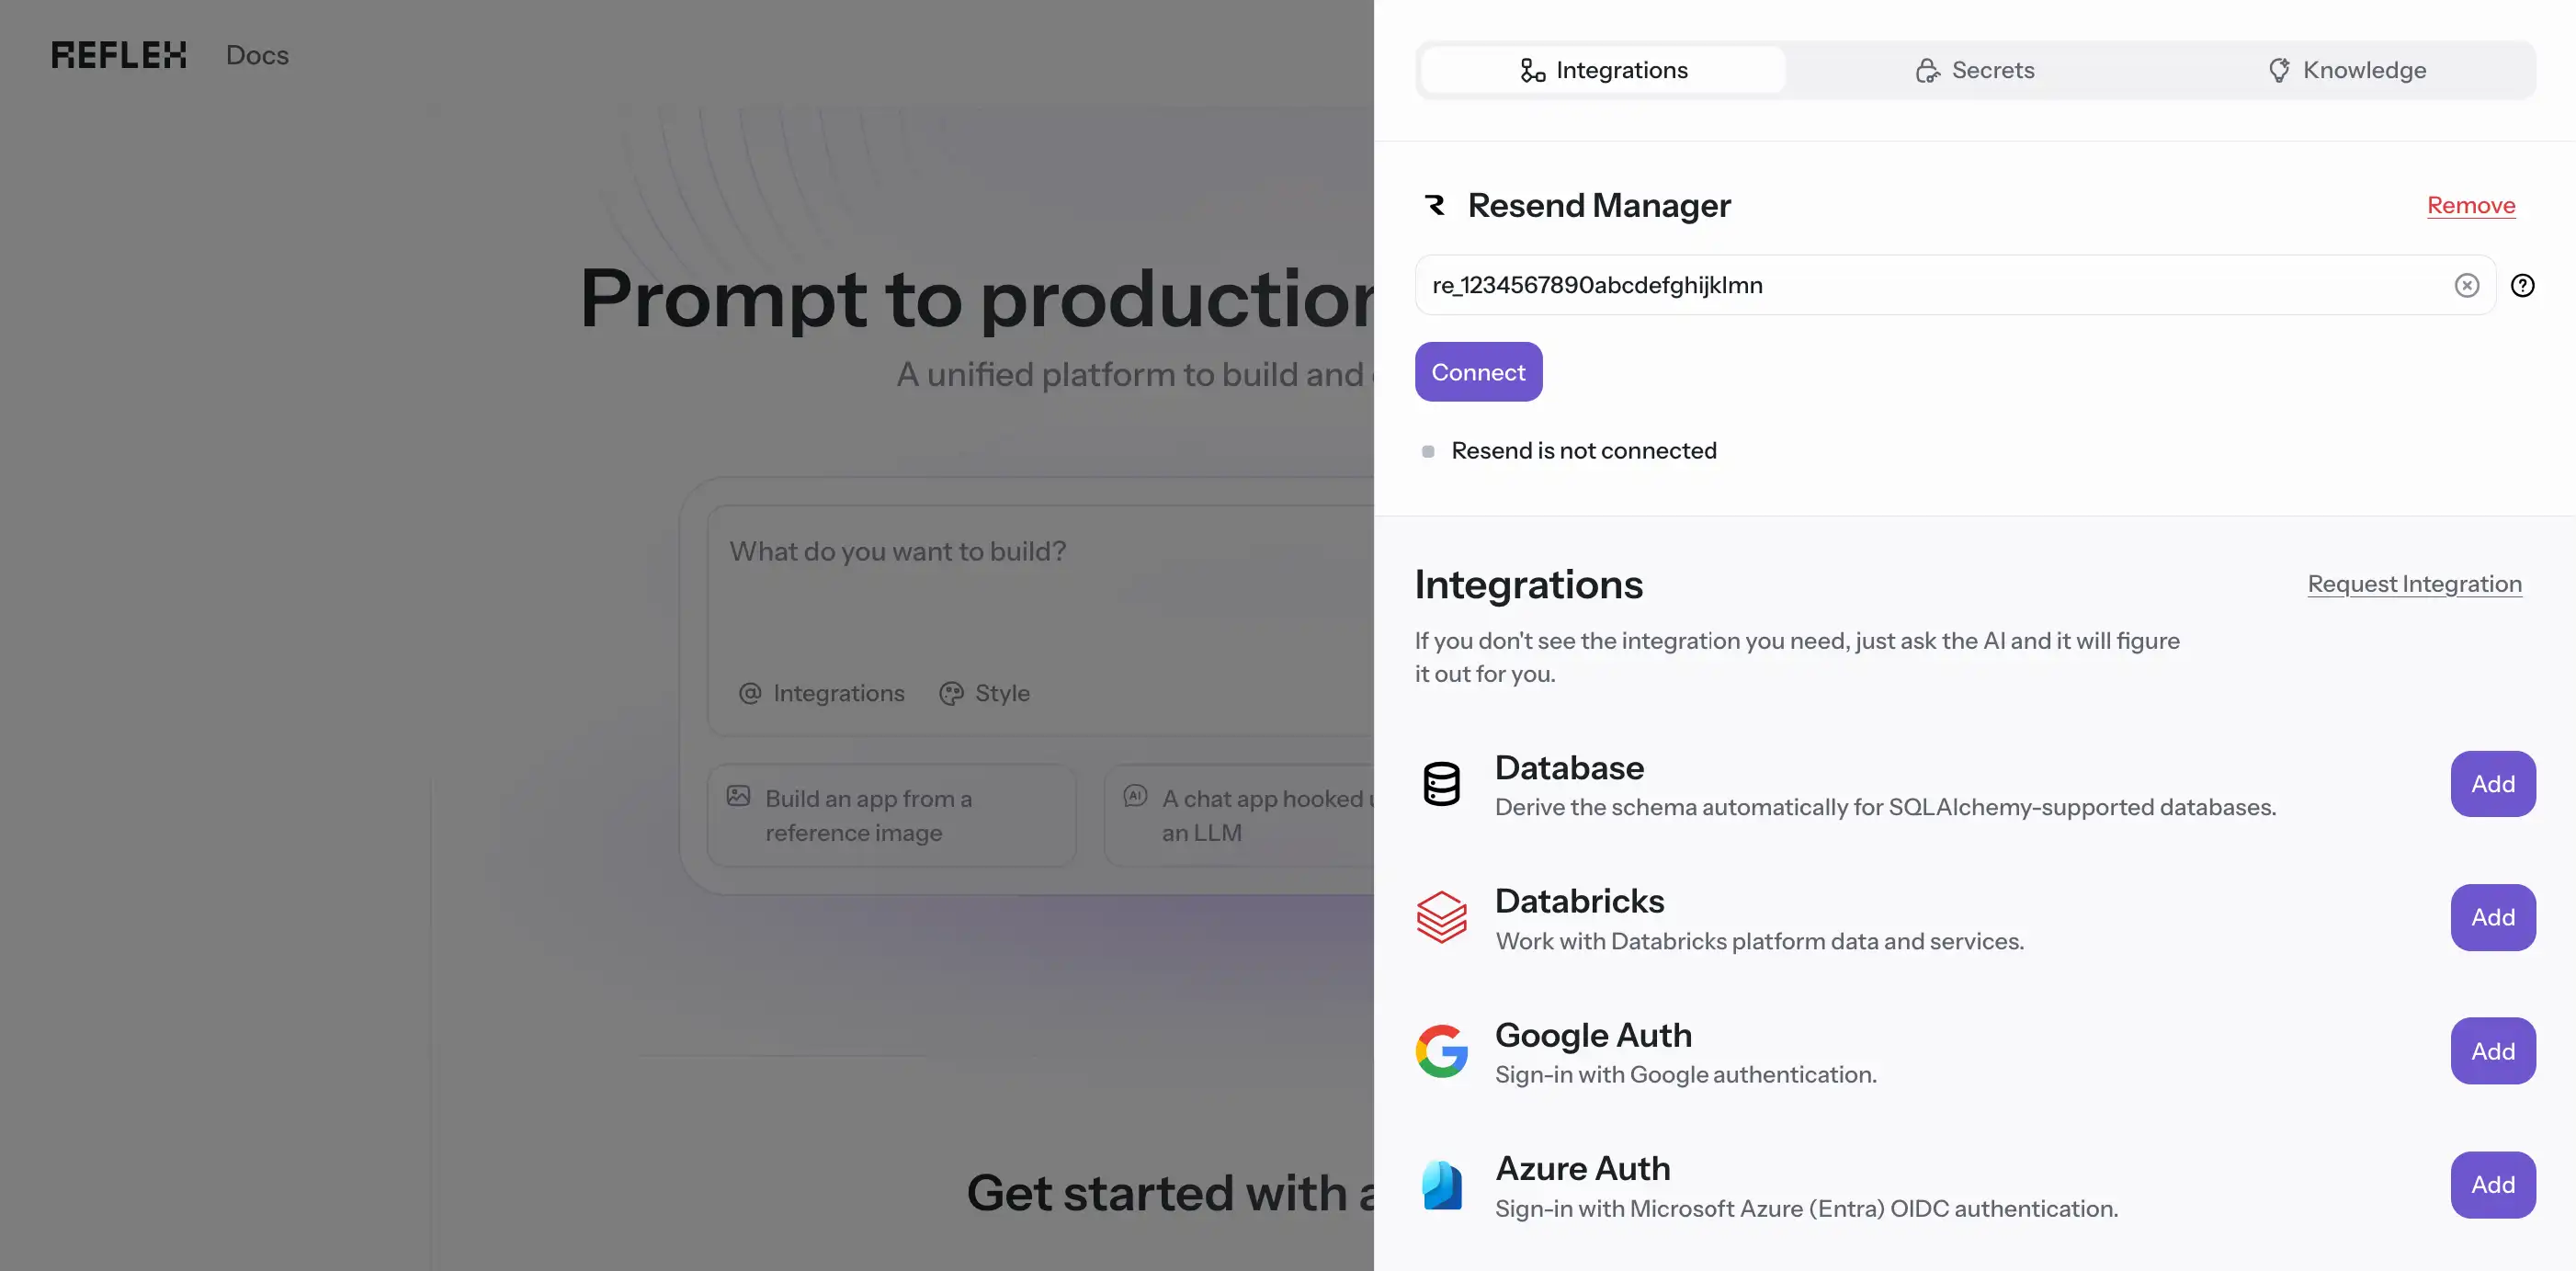 REFLEX
Docs
Prompt to production
A unified platform to build and
What do you want to build?
Integrations
Style
Build an app from a
reference image
AI
A chat app hooked
an LLM
Get started with
Integrations
Secrets
Knowledge
Resend Manager
Remove
re_1234567890abcdefghijklmn
Connect
Resend is not connected
Integrations
Request Integration
If you don't see the integration you need, just ask the AI and it will figure
it out for you.
Database
Derive the schema automatically for SQLAlchemy-supported databases.
Add
Databricks
Work with Databricks platform data and services.
Add
Google Auth
Sign-in with Google authentication.
Add
Azure Auth
Sign-in with Microsoft Azure (Entra) OIDC authentication.
Add